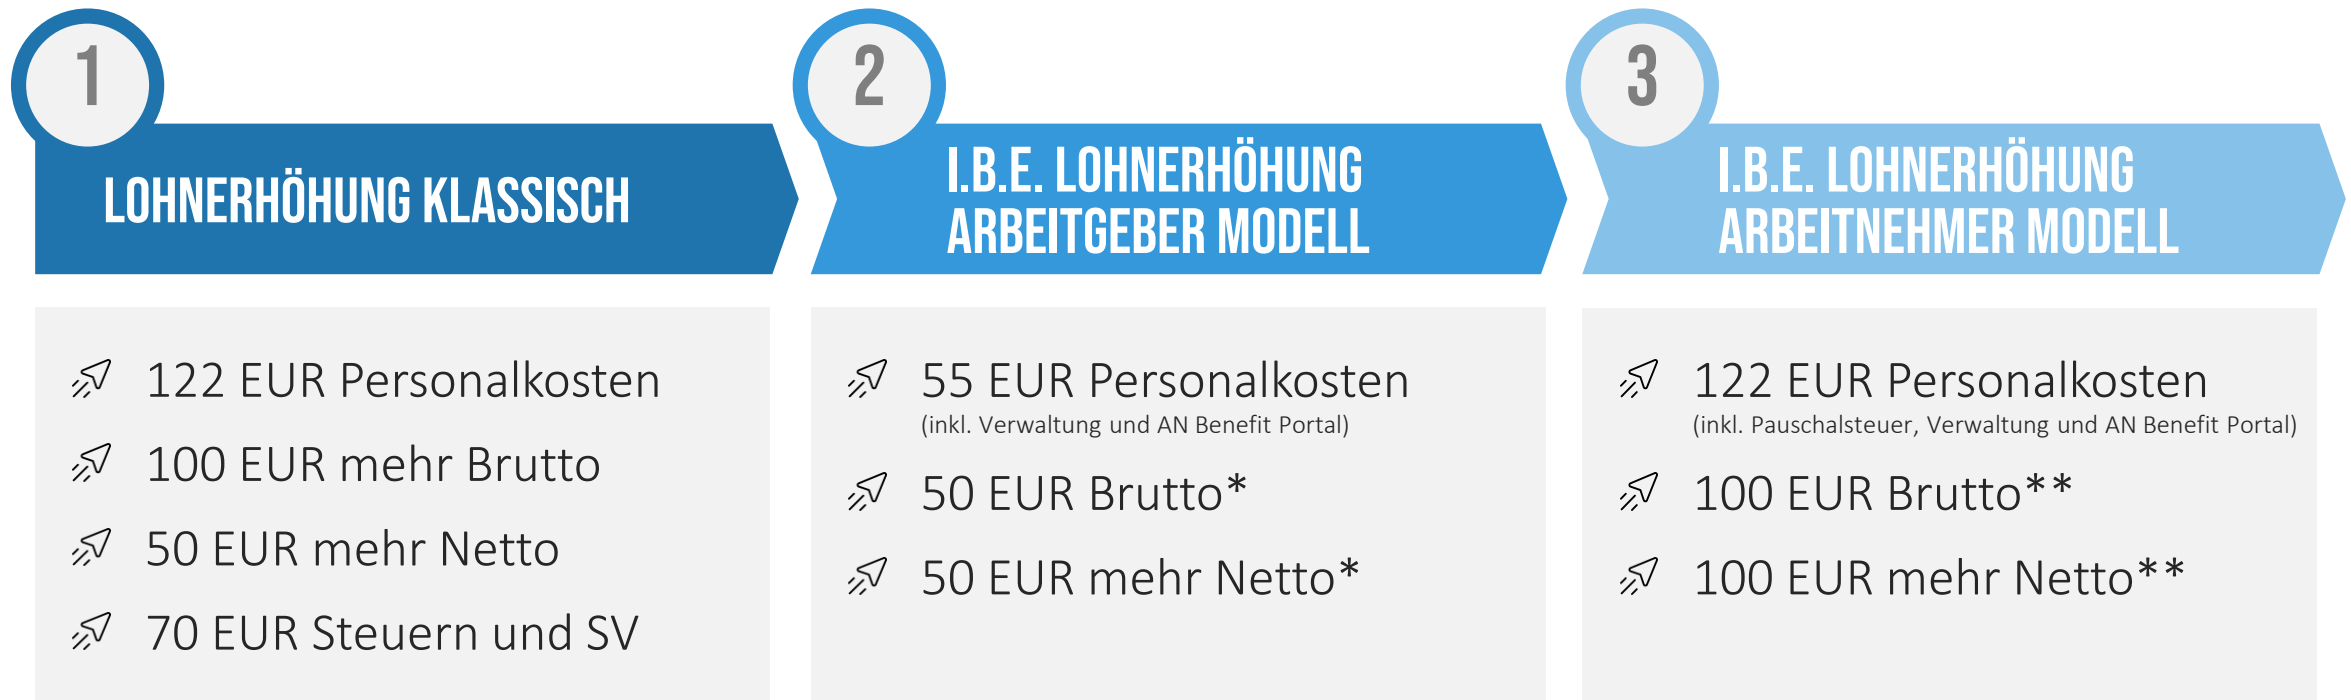 1
LOHNERHÖHUNG KLASSISCH
122 EUR Personalkosten
100 EUR mehr Brutto
50 EUR mehr Netto
70 EUR Steuern und SV
2
I.B.E. LOHNERHÖHUNG
ARBEITGEBER MODELL
55 EUR Personalkosten
(inkl. Verwaltung und AN Benefit Portal)
50 EUR Brutto*
50 EUR mehr Netto*
3
I.B.E. LOHNERHÖHUNG
ARBEITNEHMER MODELL
122 EUR Personalkosten
(inkl. Pauschalsteuer, Verwaltung und AN Benefit Portal)
100 EUR Brutto**
100 EUR mehr Netto**